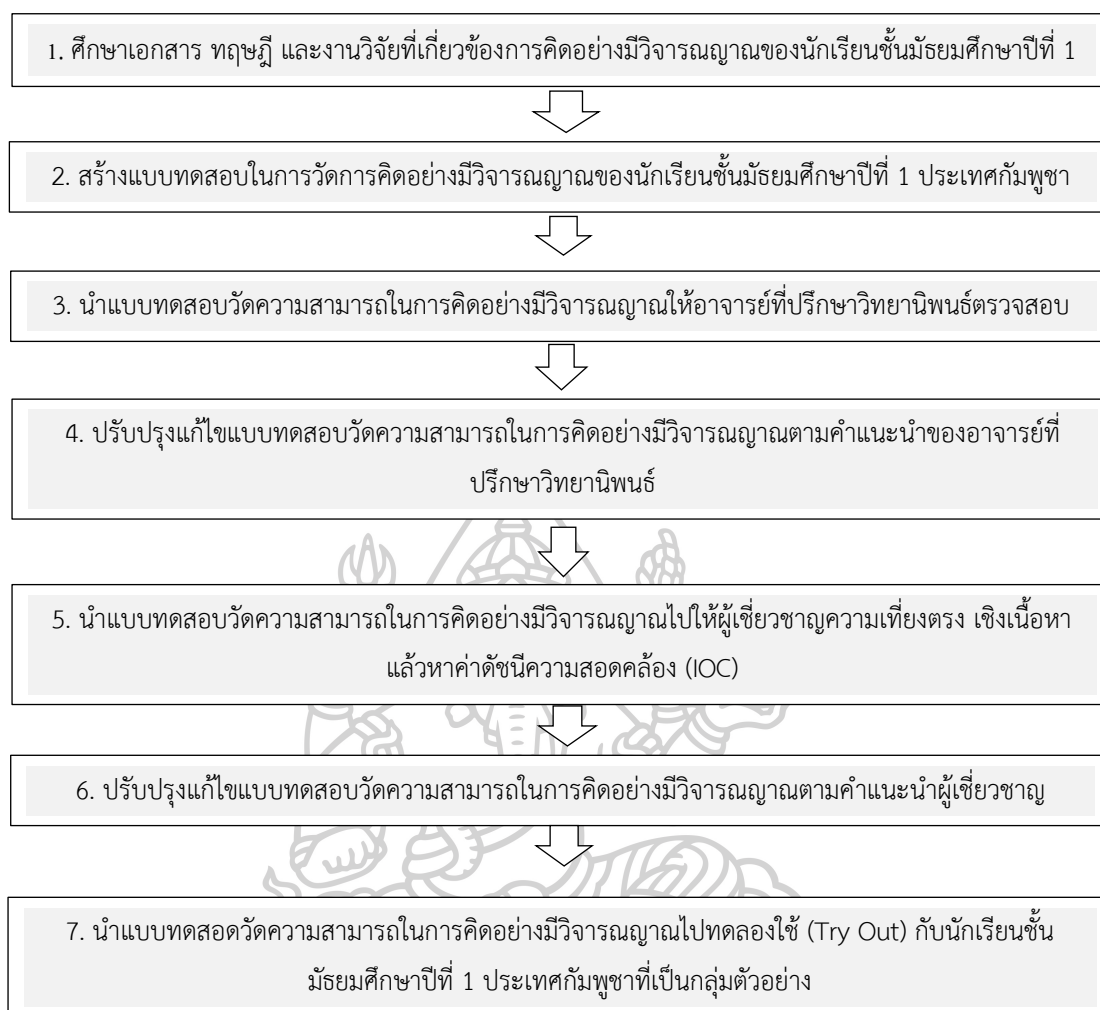 1. ศึกษาเอกสาร ทฤษฎี และงานวิจัยที่เกี่ยวข้องการคิดอย่างมีวิจารณญาณของนักเรียนชั้นมัธยมศึกษาปีที่ 1
2. สร้างแบบทดสอบในการวัดการคิดอย่างมีวิจารณญาณของนักเรียนชั้นมัธยมศึกษาปีที่ 1 ประเทศกัมพูชา
3. นำแบบทดสอบวัดความสามารถในการคิดอย่างมีวิจารณญาณให้อาจารย์ที่ปรึกษาวิทยานิพนธ์ตรวจสอบ
4. ปรับปรุงแก้ไขแบบทดสอบวัดความสามารถในการคิดอย่างมีวิจารณญาณตามคำแนะนำของอาจารย์ที่
ปรึกษาวิทยานิพนธ์
5. นำแบบทดสอบวัดความสามารถในการคิดอย่างมีวิจารณญาณไปให้ผู้เชี่ยวชาญความเที่ยงตรง เชิงเนื้อหา
แล้วหาค่าดัชนีความสอดคล้อง (IOC)
6. ปรับปรุงแก้ไขแบบทดสอบวัดความสามารถในการคิดอย่างมีวิจารณญาณตามคำแนะนำผู้เชี่ยวชาญ
7. นำแบบทดสอดวัดความสามารถในการคิดอย่างมีวิจารณญาณไปทดลองใช้ (Try Out) กับนักเรียนชั้น
มัธยมศึกษาปีที่ 1 ประเทศกัมพูชาที่เป็นกลุ่มตัวอย่าง